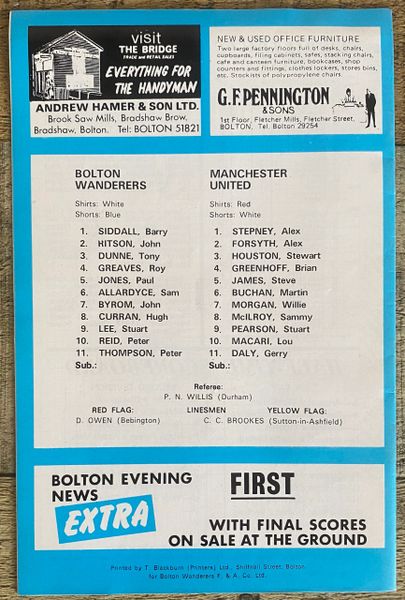 visit
THE BRIDGE
TRADE and RETAIL SALES
EVERYTHING FOR
THE HANDYMAN
ANDREW HAMER & SON LTD.
Brook Saw Mills, Bradshaw Brow,
Bradshaw, Bolton. Tel: BOLTON 51821
NEW & USED OFFICE FURNITURE
Two large factory floors full of desks, chairs,
cupboards, filing cabinets, safes, stacking chairs,
cafe and canteen furniture, bookcases, shop
counters and fittings, clothes lockers, stores bins,
etc. Stockists of polypropylene chairs.
G.F. PENNINGTON
& SONS
1st Floor, Fletcher Mills, Fletcher Street,
BOLTON, Tel. Bolton 29254
BOLTON
WANDERERS
Shirts: White
Shorts: Blue
1. SIDDALL, Barry
2. HITSON, John
3. DUNNE, Tony
4. GREAVES, Roy
5. JONES, Paul
6. ALLARDYCE, Sam
7. BYROM, John
8. CURRAN, Hugh
9. LEE, Stuart
10. REID, Peter
11. THOMPSON, Peter
Sub.:
MANCHESTER
UNITED
Shirts: Red
Shorts: White
1. STEPNEY, Alex
2. FORSYTH, Alex
3. HOUSTON, Stewart
4. GREENHOFF, Brian
5. JAMES, Steve
6. BUCHAN, Martin
7. MORGAN, Willie
8. McILROY, Sammy
9. PEARSON, Stuart
10. MACARI, Lou
11. DALY, Gerry
Sub.:
Referee:
P. N. WILLIS (Durham)
RED FLAG: LINESMEN YELLOW FLAG:
D. OWEN (Bebington) C. C. BROOKES (Sutton-in-Ashfield)
BOLTON EVENING
NEWS
EXTRA
FIRST
WITH FINAL SCORES
ON SALE AT THE GROUND
Printed by T. Blackburn (Printers) Ltd., Shiffnall Street, Bolton
for Bolton Wanderers F. & A. Co. Ltd.